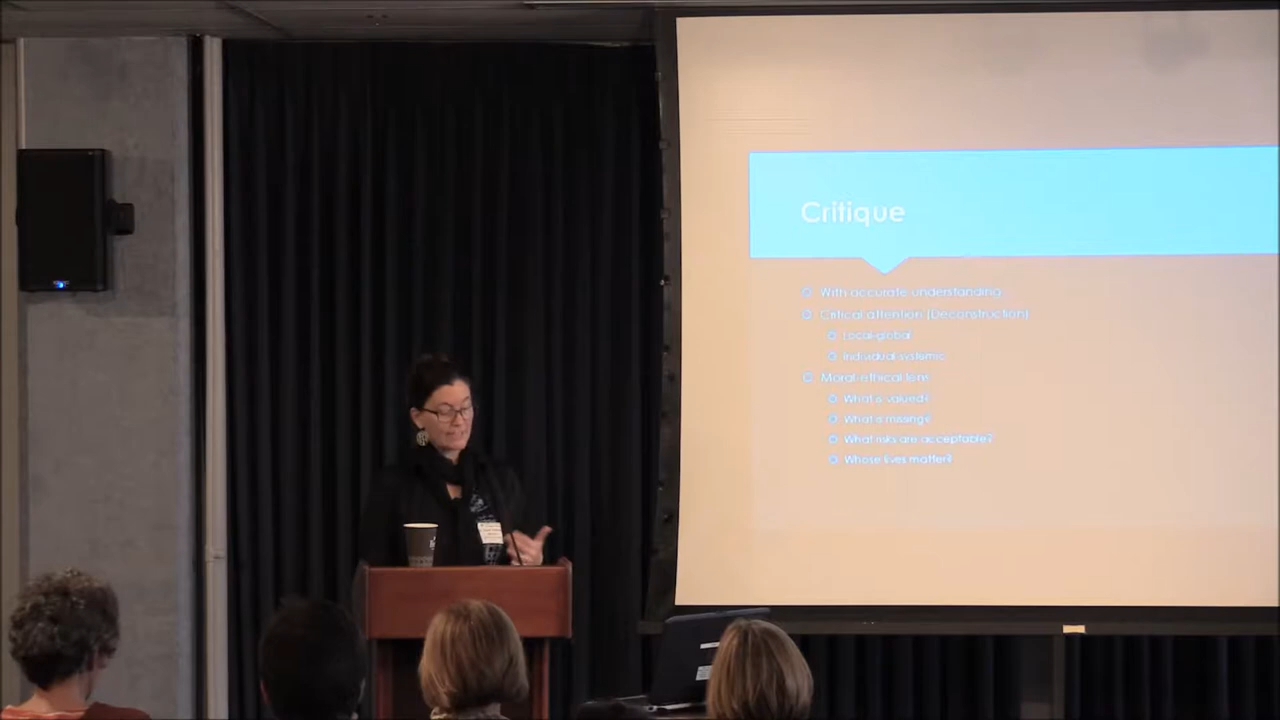 Critique
With accurate understanding
Critical attention (Deconstruction)
Local-global
Individual-systemic
Moral-ethical lens
What is valued?
What is missing?
What risks are acceptable?
Whose lives matter?